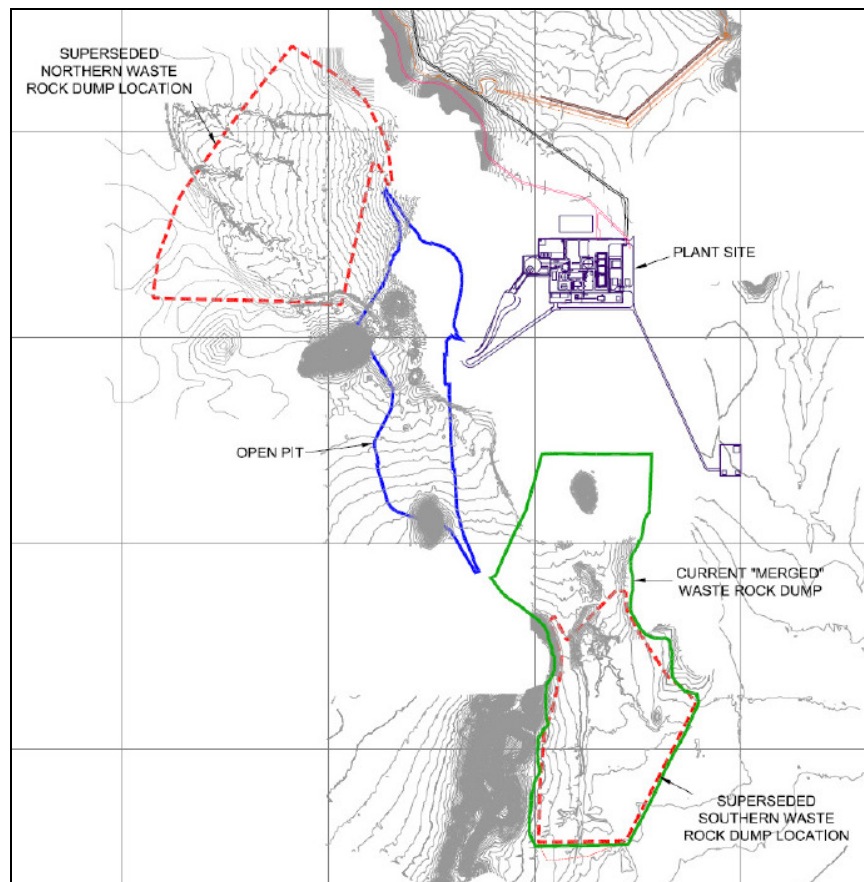 SUPERSEDED
NORTHERN WASTE
ROCK DUMP LOCATION
PLANT SITE
OPEN PIT
CURRENT "MERGED"
WASTE ROCK DUMP
SUPERSEDED
SOUTHERN WASTE
ROCK DUMP LOCATION